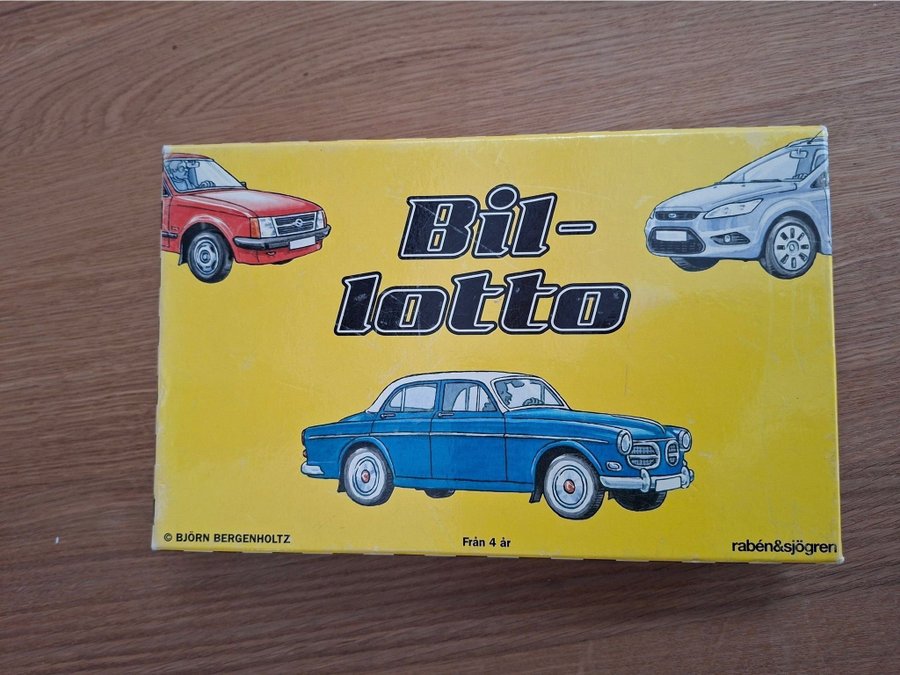 Bil-
lotto
© BJÖRN BERGENHOLTZ
Från 4 år
rabén&sjögren